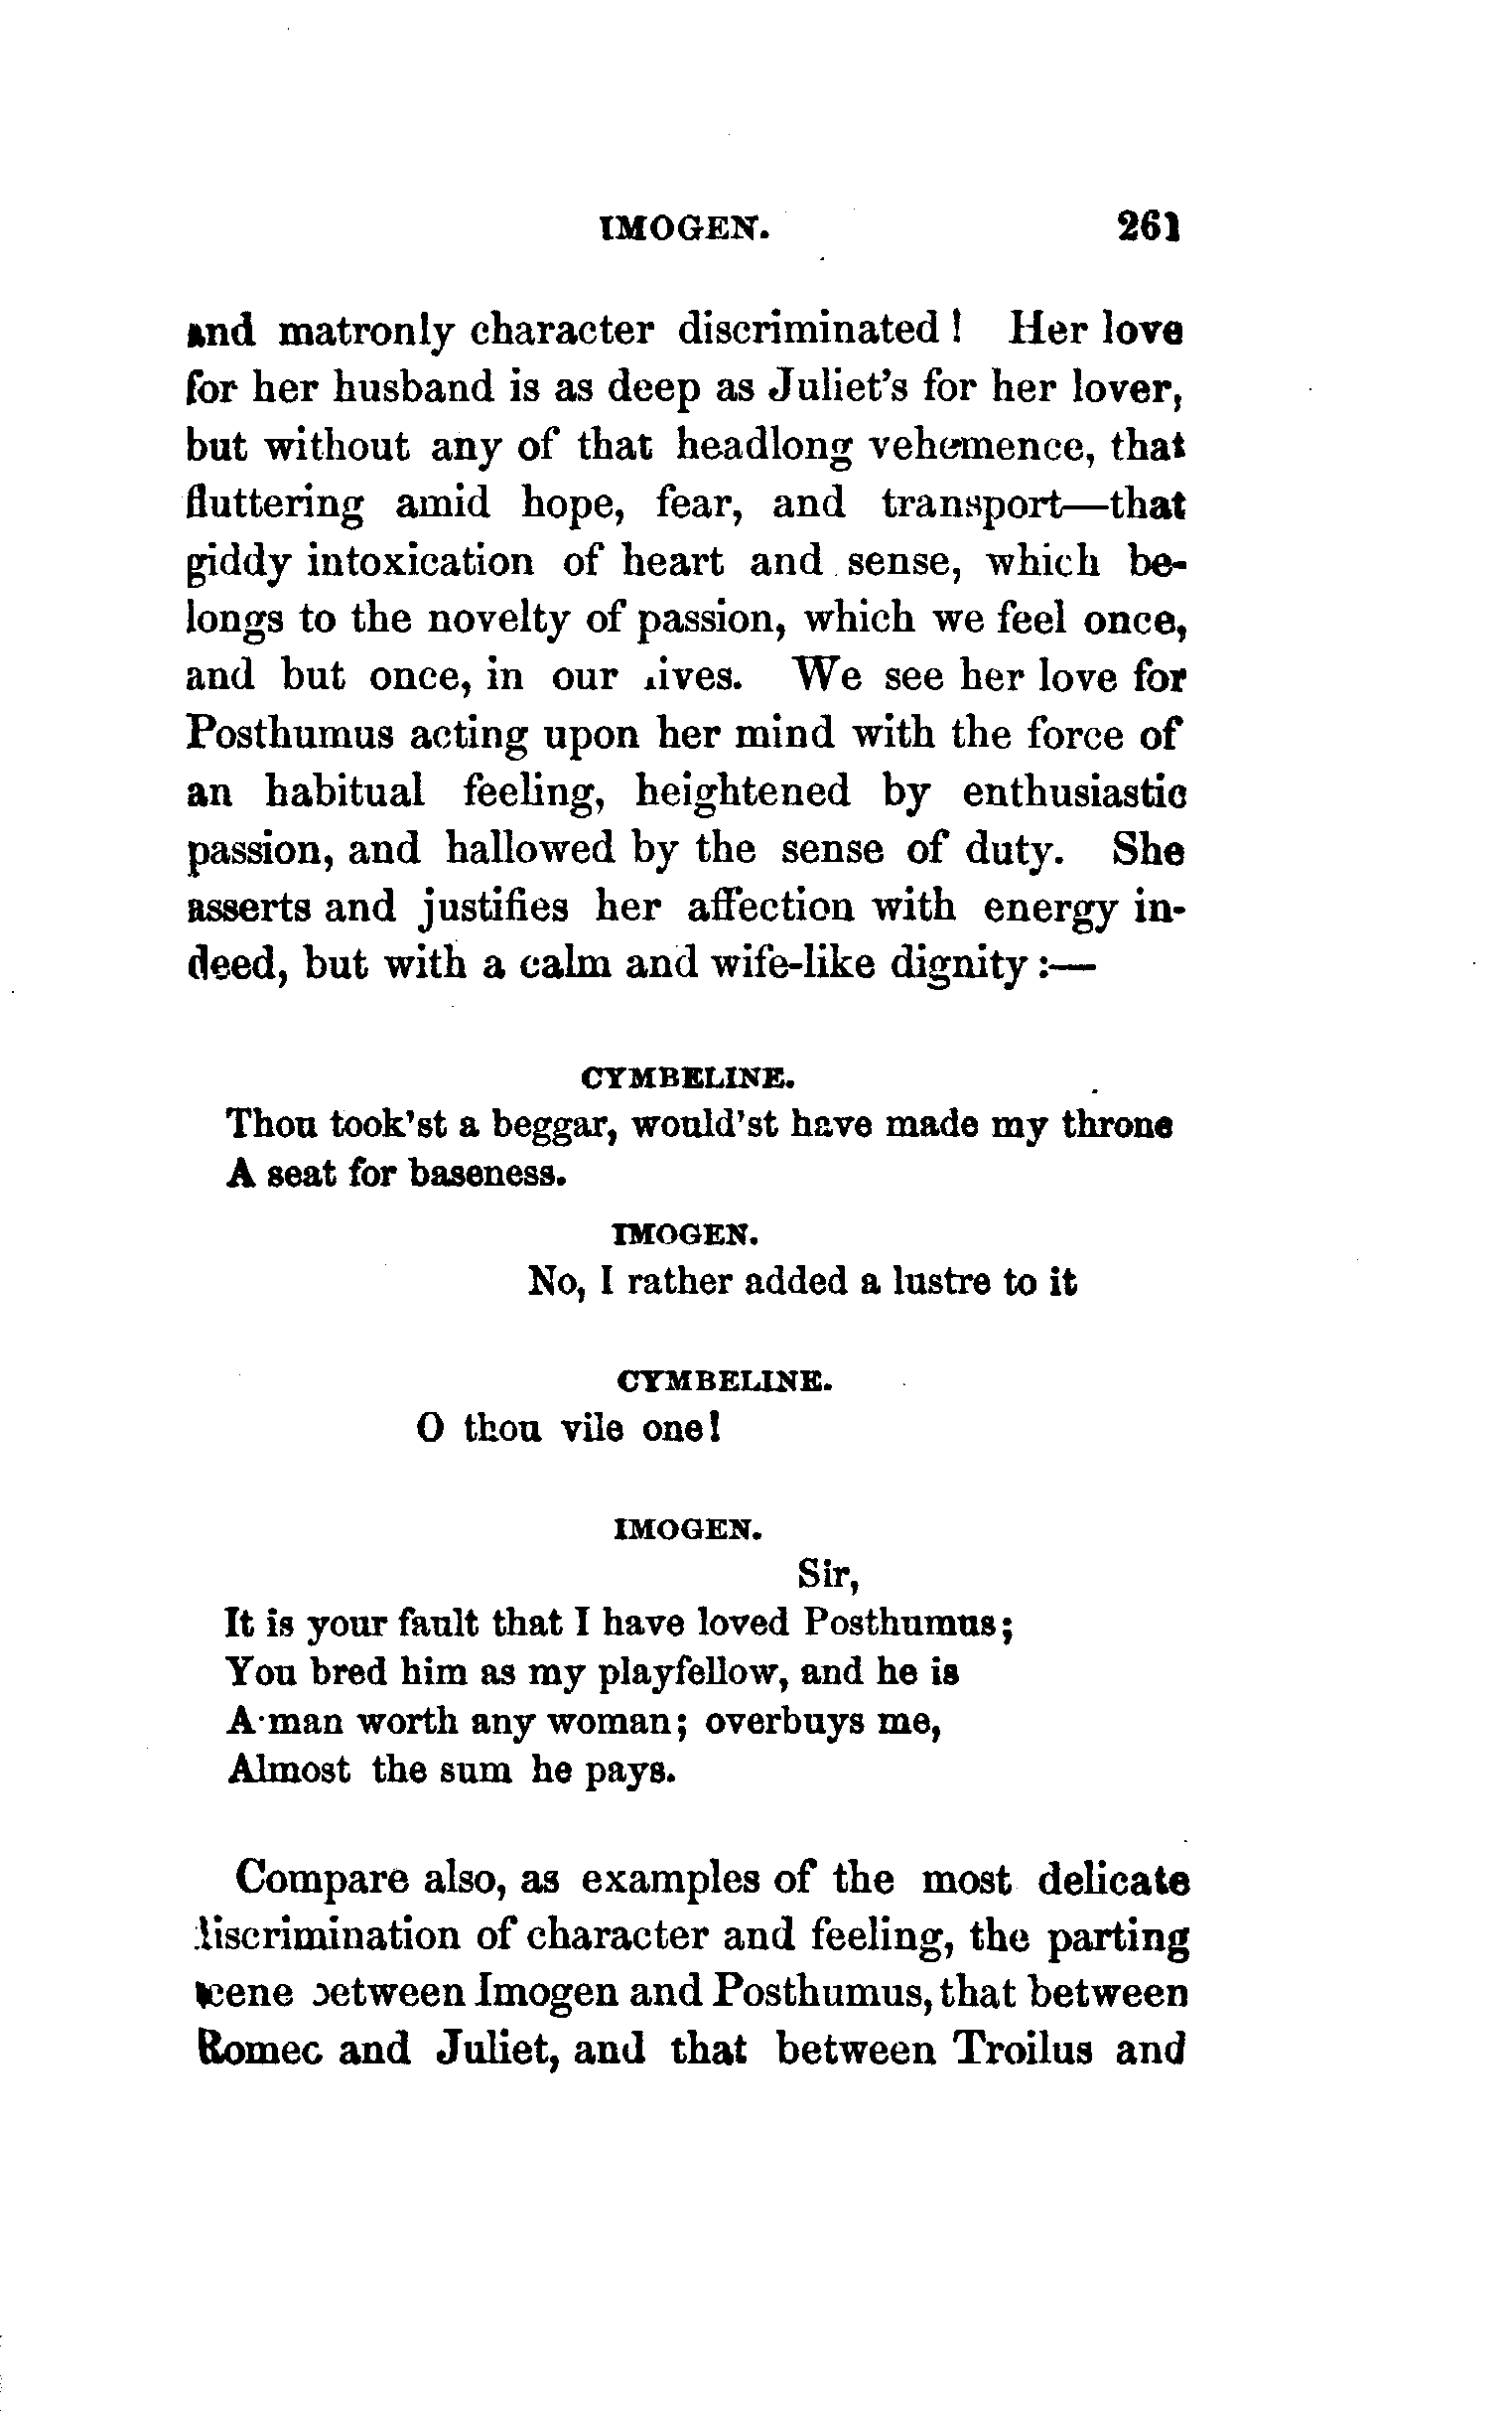 IMOGEN. 261
and matronly character discriminated! Her love
for her husband is as deep as Juliet's for her lover,
but without any of that headlong vehemence, that
fluttering amid hope, fear, and transport—that
giddy intoxication of heart and sense, which be-
longs to the novelty of passion, which we feel once,
and but once, in our lives. We see her love for
Posthumus acting upon her mind with the force of
an habitual feeling, heightened by enthusiastic
passion, and hallowed by the sense of duty. She
asserts and justifies her affection with energy in-
deed, but with a calm and wife-like dignity:—
CYMBELINE.
Thou took'st a beggar, would'st have made my throne
A seat for baseness.
IMOGEN.
No, I rather added a lustre to it
CYMBELINE.
O thou vile one!
IMOGEN.
Sir,
It is your fault that I have loved Posthumus;
You bred him as my playfellow, and he is
A man worth any woman; overbuys me,
Almost the sum he pays.
Compare also, as examples of the most delicate
discrimination of character and feeling, the parting
scene between Imogen and Posthumus, that between
Romeo and Juliet, and that between Troilus and